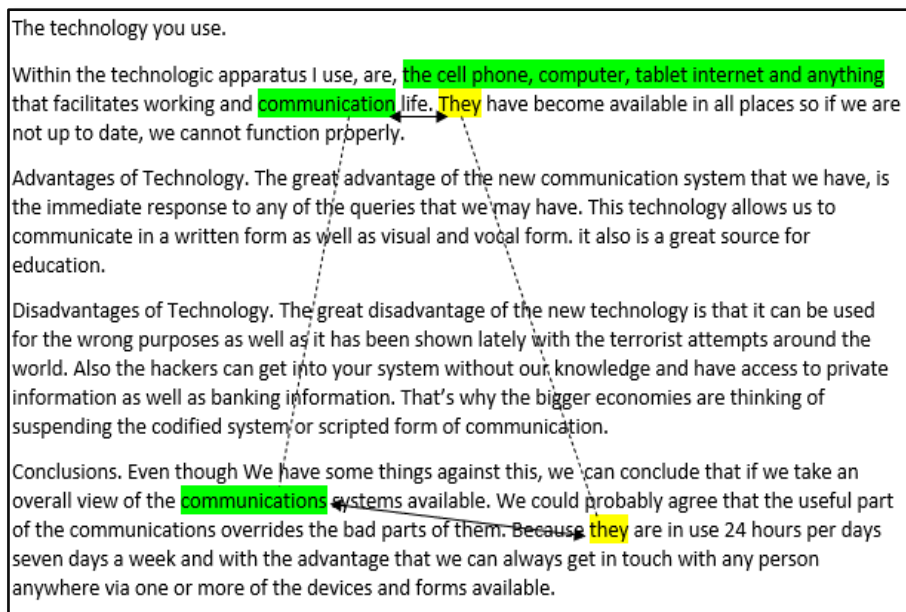 The technology you use.
Within the technologic apparatus I use, are, the cell phone, computer, tablet internet and anything
that facilitates working and communication life. They have become available in all places so if we are
not up to date, we cannot function properly.
Advantages of Technology. The great advantage of the new communication system that we have, is
the immediate response to any of the queries that we may have. This technology allows us to
communicate in a written form as well as visual and vocal form. it also is a great source for
education.
Disadvantages of Technology. The great disadvantage of the new technology is that it can be used
for the wrong purposes as well as it has been shown lately with the terrorist attempts around the
world. Also the hackers can get into your system without our knowledge and have access to private
information as well as banking information. That's why the bigger economies are thinking of
suspending the codified system or scripted form of communication.
Conclusions. Even though We have some things against this, we can conclude that if we take an
overall view of the communications systems available. We could probably agree that the useful part
of the communications overrides the bad parts of them. Because they are in use 24 hours per days
seven days a week and with the advantage that we can always get in touch with any person
anywhere via one or more of the devices and forms available.